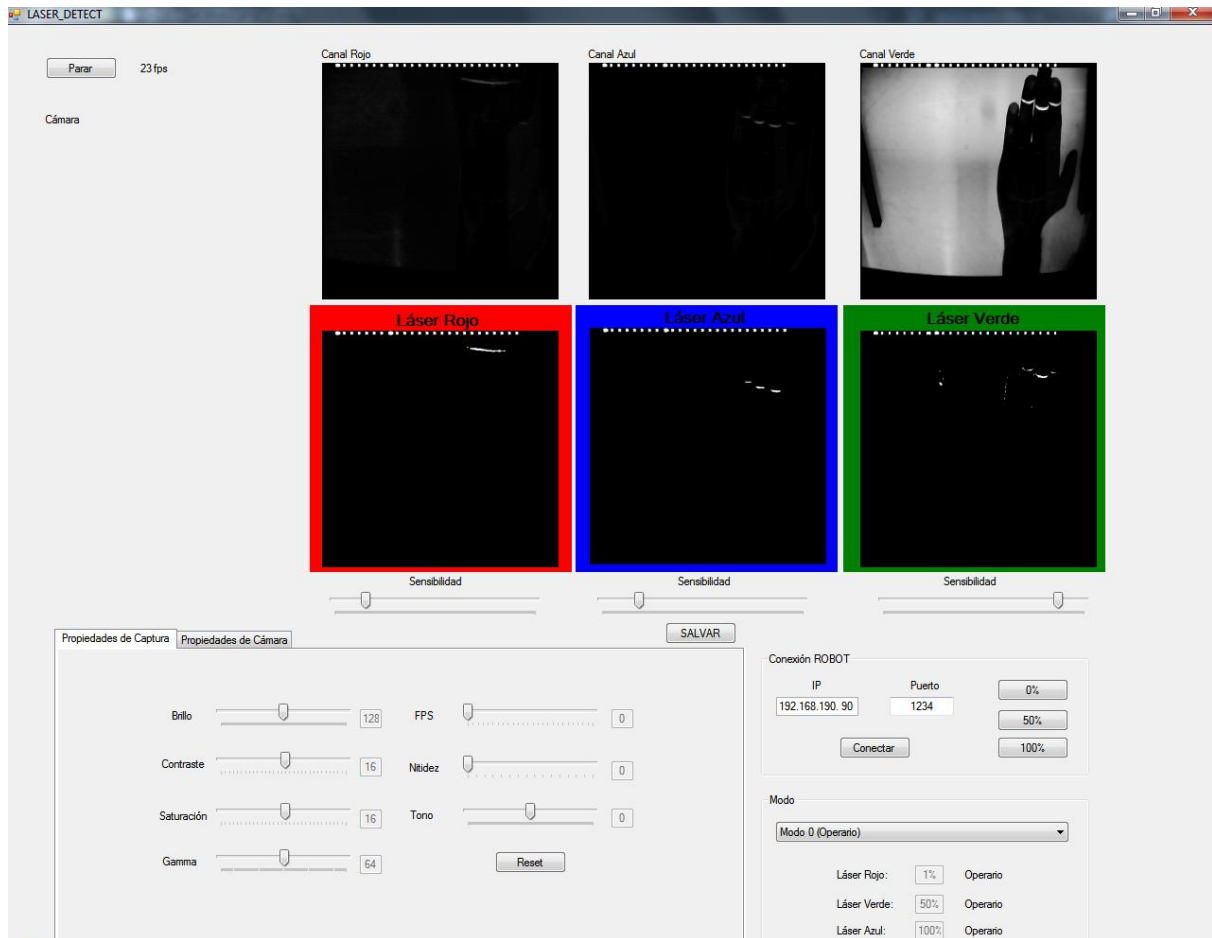 LASER_DETECT
Parar 23 fps
Cámara
Canal Rojo Canal Azul Canal Verde
Láser Rojo Láser Azul Láser Verde
Sensibilidad Sensibilidad Sensibilidad
SALVAR
Propiedades de Captura Propiedades de Cámara
Brillo 128 FPS 0
Contraste 16 Nitidez 0
Saturación 16 Tono 0
Gamma 64 Reset
Conexión ROBOT
IP Puerto 0%
192.168.190. 90 1234 50%
Conectar 100%
Modo
Modo 0 (Operario)
Láser Rojo: 1% Operario
Láser Verde: 50% Operario
Láser Azul: 100% Operario